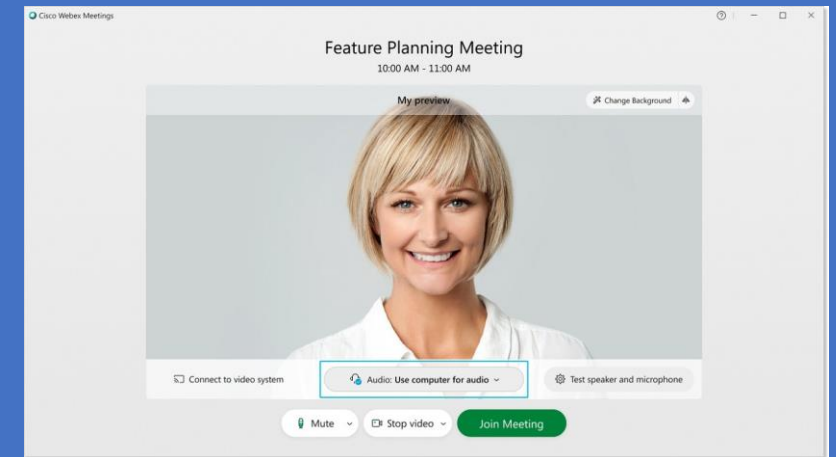 Cisco Webex Meetings
Feature Planning Meeting
10:00 AM - 11:00 AM
My preview
Change Background
Connect to video system
Audio: Use computer for audio
Test speaker and microphone
Mute
Stop video
Join Meeting